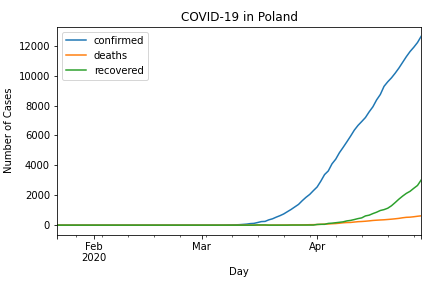 COVID-19 in Poland
confirmed
deaths
recovered
Number of Cases
12000
10000
8000
6000
4000
2000
0
Feb Mar Apr
2020
Day